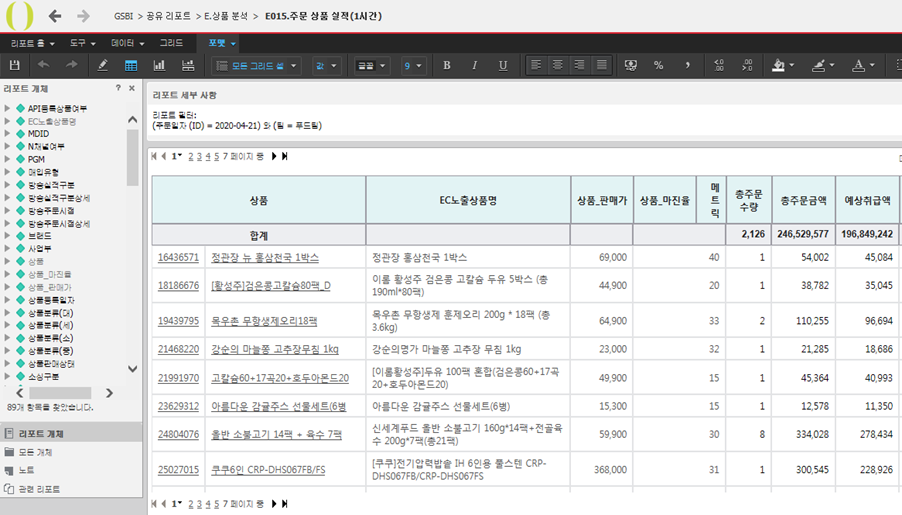 GSBI > 공유 리포트 > E.상품 분석 > E015.주문 상품 실적(1시간)
리포트 홈 도구 데이터 그리드 포맷
모든 그리드 셀 값 굴꼴 9 B I U
리포트 개체 ? ×
API등록상품여부
EC노출상품명
MDID
N채널여부
PGM
매입유형
방송실적구분
방송실적구분상세
방송주문시점
방송주문시점상세
브랜드
사업부
상품
상품_마진율
상품_판매가
상품등록일자
상품분류(대)
상품분류(세)
상품분류(소)
상품분류(중)
상품판매상태
소싱구분
89개 항목을 찾았습니다.
리포트 개체
모든 개체
노트
관련 리포트
리포트 세부 사항
리포트 필터:
(주문일자 (ID) = 2020-04-21) 와 (팀 = 푸드팀)
1 2 3 4 5 7 페이지 중
상품 EC노출상품명 상품_판매가 상품_마진율 메트릭 총주문수량 총주문금액 예상취급액
합계 2,126 246,529,577 196,849,242
16436571 정관장 뉴 홍삼천국 1박스 정관장 홍삼천국 1박스 69,000 40 1 54,002 45,084
18186676 [황성주]검은콩고칼슘80팩_D 이롬 황성주 검은콩 고칼슘 두유 5박스 (총 190ml*80팩) 44,900 20 1 38,782 35,045
19439795 목우촌 무항생제오리18팩 목우촌 무항생제 훈제오리 200g * 18팩 (총 3.6kg) 64,900 33 2 110,255 96,694
21468220 강순의 마늘쫑 고추장무침 1kg 강순의명가 마늘쫑 고추장 무침 1kg 23,000 32 1 21,285 18,686
21991970 고칼슘60+17곡20+호두아몬드20 [이롬황성주]두유 100팩 혼합(검은콩60+17곡20+호두아몬드20) 49,900 15 1 45,364 40,993
23629312 아름다운 감귤주스 선물세트(6병 아름다운 감귤주스 선물세트(6병) 15,300 15 1 12,578 11,350
24804076 올반 소불고기 14팩 + 육수 7팩 신세계푸드 올반 소불고기 160g*14팩+전골육수 200g*7팩(총21팩) 59,900 30 8 334,028 278,434
25027015 쿠쿠6인 CRP-DHS067FB/FS [쿠쿠]전기압력밥솥 IH 6인용 풀스텐 CRP-DHS067FB/CRP-DHS067FS 368,000 31 1 300,545 228,926
1 2 3 4 5 7 페이지 중